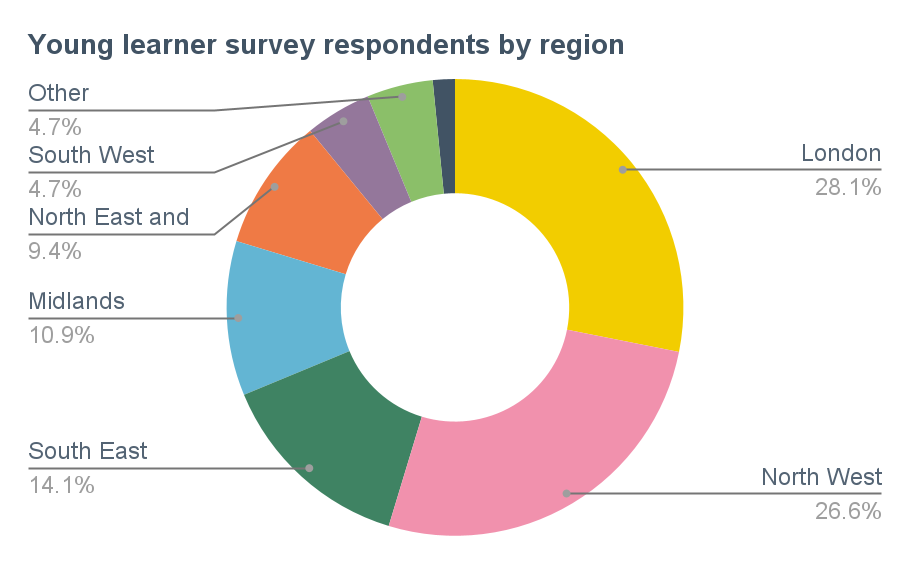 Young learner survey respondents by region
Other
4.7%
South West
4.7%
North East and
9.4%
Midlands
10.9%
South East
14.1%
London
28.1%
North West
26.6%